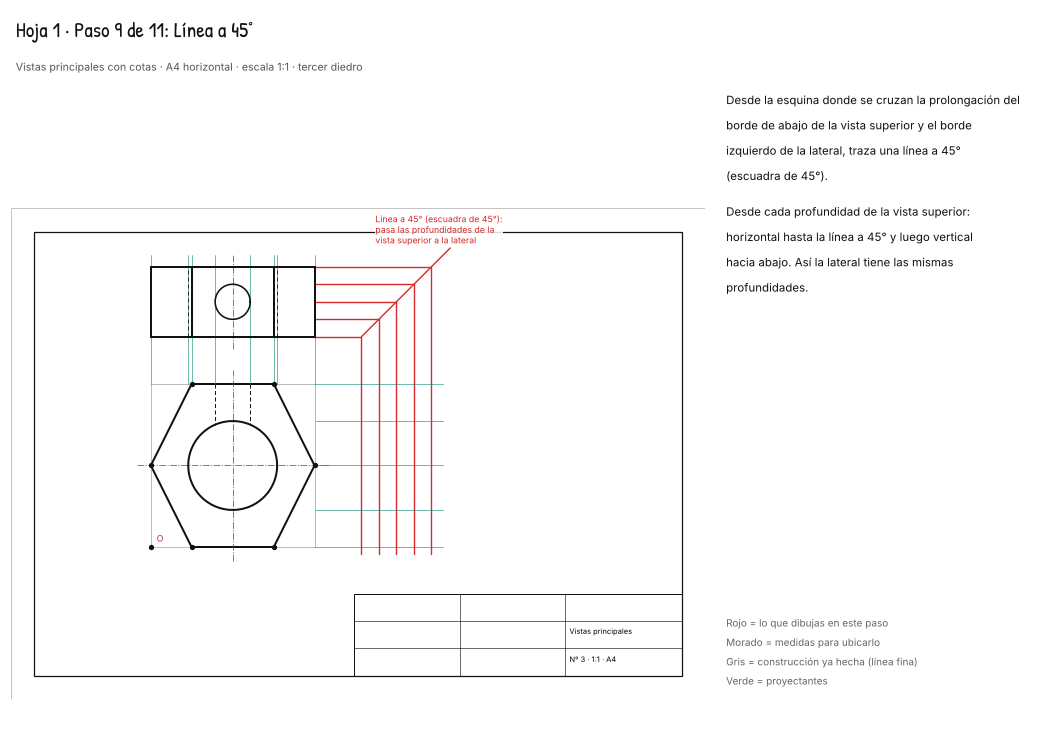 Hoja 1 · Paso 9 de 11: Línea a 45°
Vistas principales con cotas · A4 horizontal · escala 1:1 · tercer diedro
Desde la esquina donde se cruzan la prolongación del
borde de abajo de la vista superior y el borde
izquierdo de la lateral, traza una línea a 45°
(escuadra de 45°).
Desde cada profundidad de la vista superior:
horizontal hasta la línea a 45° y luego vertical
hacia abajo. Así la lateral tiene las mismas
profundidades.
Línea a 45° (escuadra de 45°):
pasa las profundidades de la
vista superior a la lateral
O
Vistas principales
Nº 3 · 1:1 · A4
Rojo = lo que dibujas en este paso
Morado = medidas para ubicarlo
Gris = construcción ya hecha (línea fina)
Verde = proyectantes